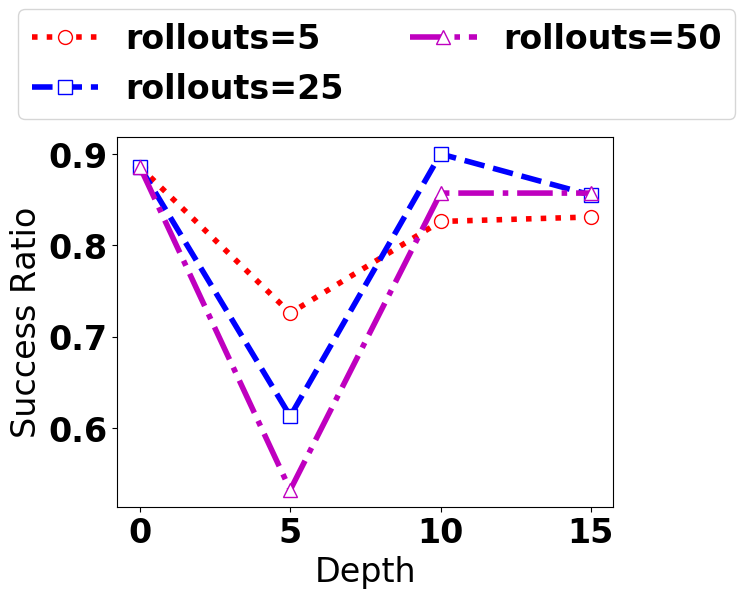 rollouts=5
rollouts=25
rollouts=50
Success Ratio
0.9
0.8
0.7
0.6
0 5 10 15
Depth